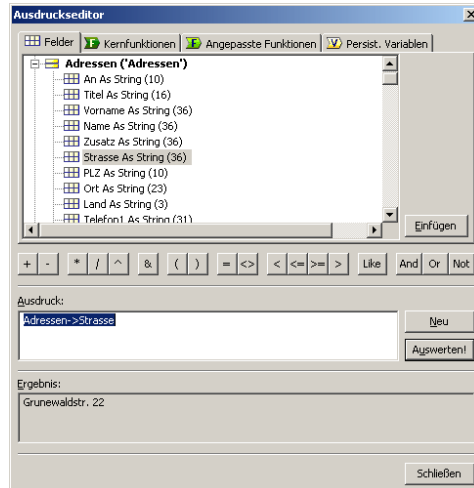 Ausdruckseditor
Felder
Kernfunktionen
Angepasste Funktionen
Persist. Variablen
Adressen ('Adressen')
An As String (10)
Titel As String (16)
Vorname As String (36)
Name As String (36)
Zusatz As String (36)
Strasse As String (36)
PLZ As String (10)
Ort As String (23)
Land As String (3)
Telefon1 As String (31)
Einfügen
+ - * / ^ & ( ) = <> < <= >= > Like And Or Not
Ausdruck:
Adressen->Strasse
Neu
Auswerten!
Ergebnis:
Grunewaldstr. 22
Schließen